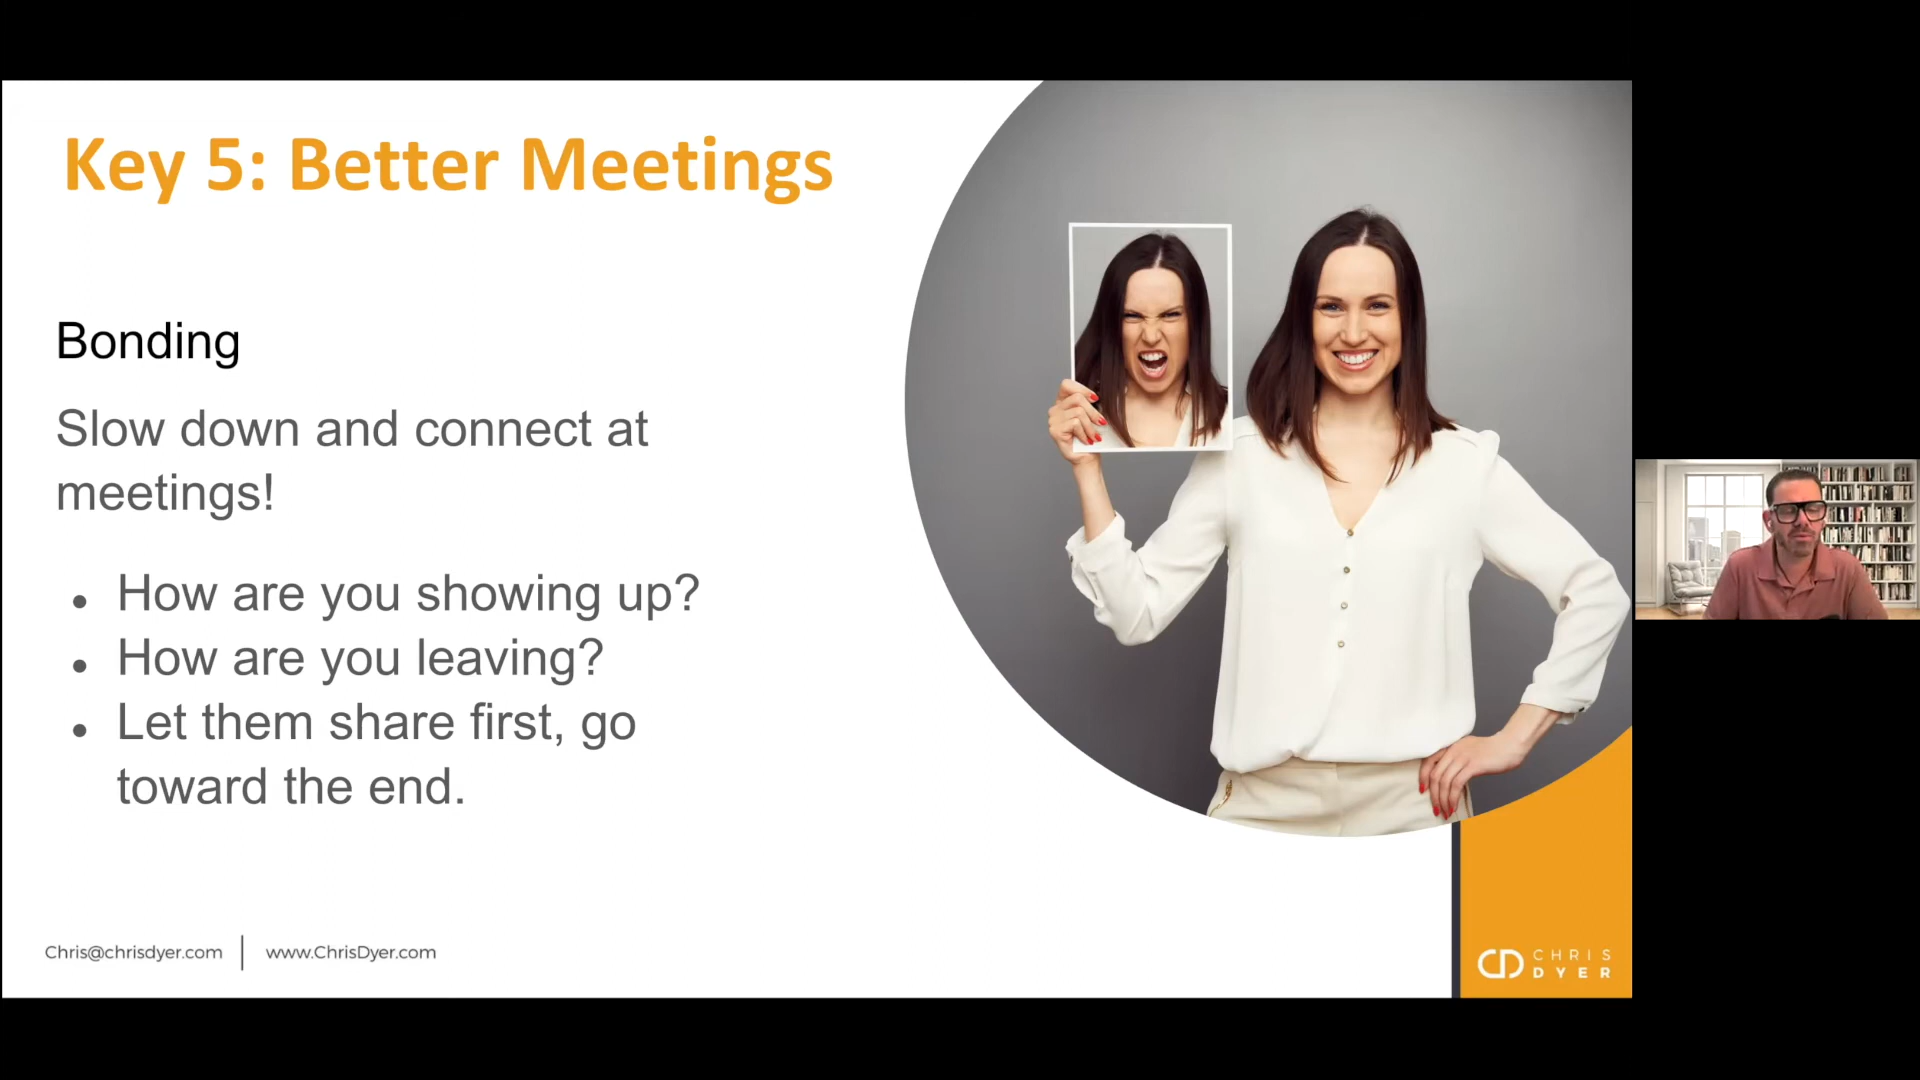 Key 5: Better Meetings
Bonding
Slow down and connect at
meetings!
• How are you showing up?
• How are you leaving?
• Let them share first, go
toward the end.
Chris@chrisdyer.com | www.ChrisDyer.com
CD CHRIS
DYER